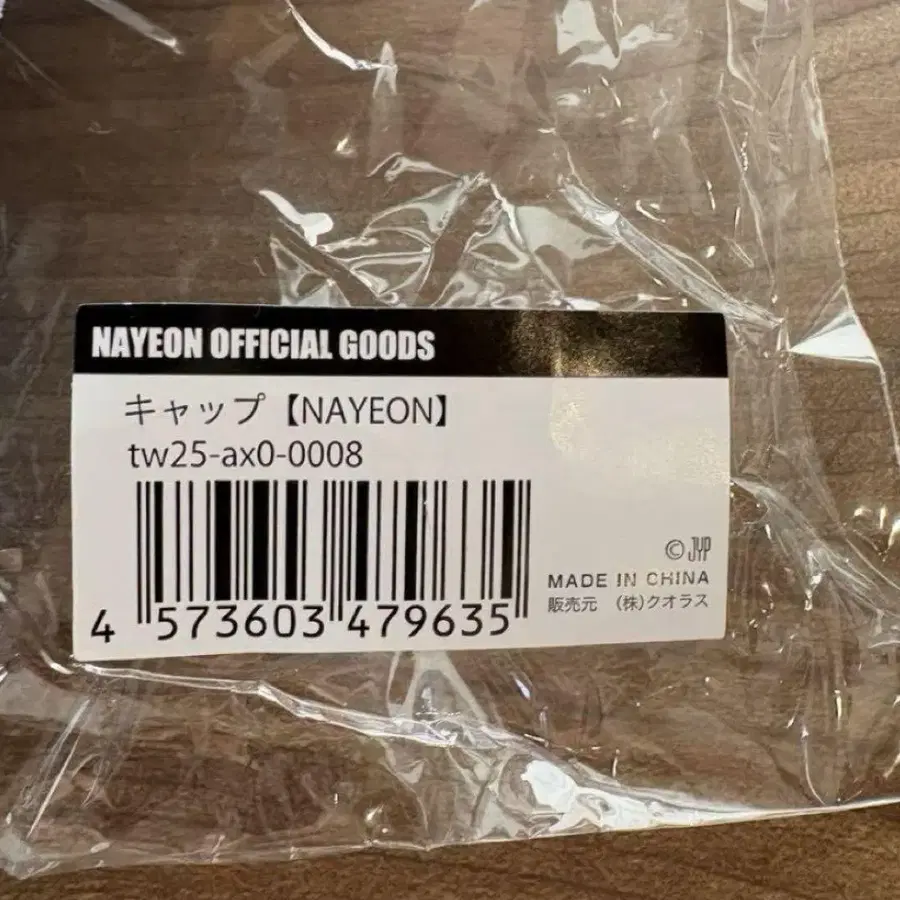 NAYEON OFFICIAL GOODS
キャップ【NAYEON】
tw25-ax0-0008
4 573603 479635
©JYP
MADE IN CHINA
販売元 (株)クオラス